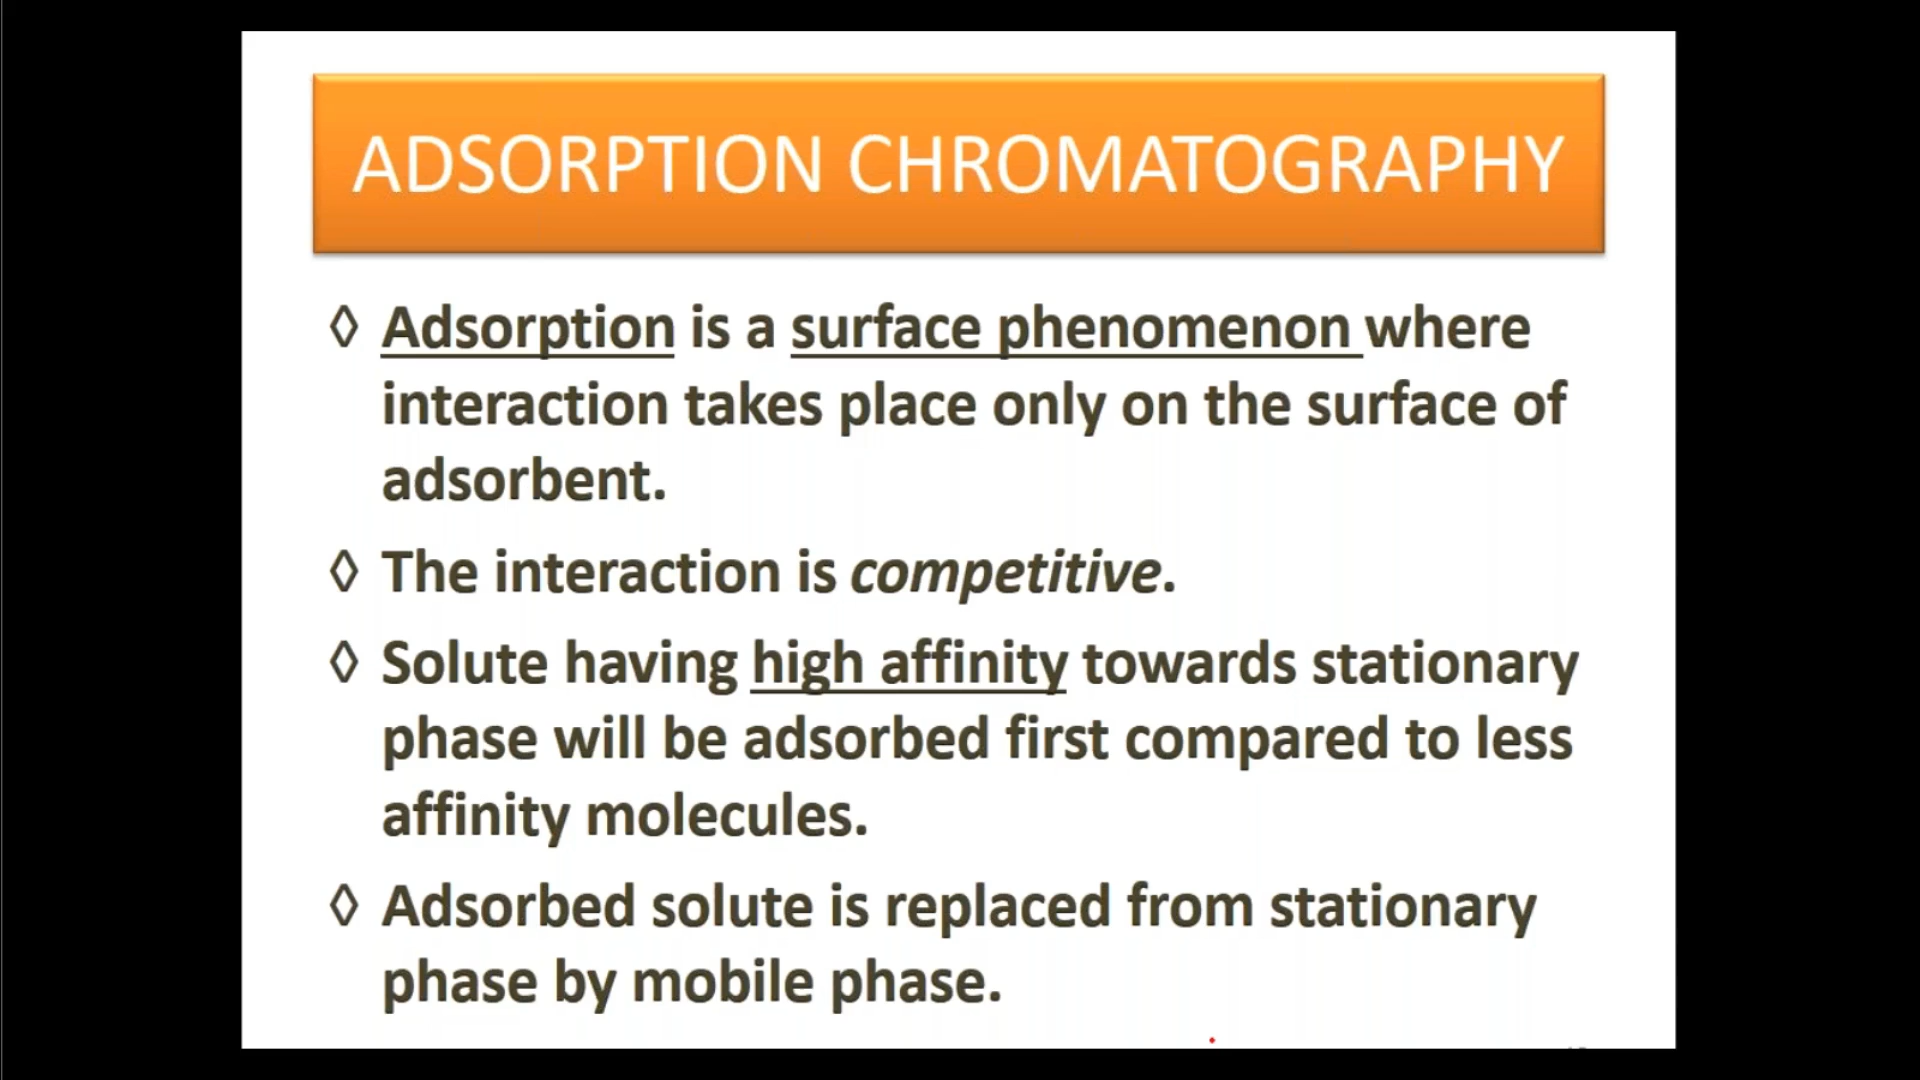 ADSORPTION CHROMATOGRAPHY
◊ Adsorption is a surface phenomenon where
interaction takes place only on the surface of
adsorbent.
◊ The interaction is competitive.
◊ Solute having high affinity towards stationary
phase will be adsorbed first compared to less
affinity molecules.
◊ Adsorbed solute is replaced from stationary
phase by mobile phase.